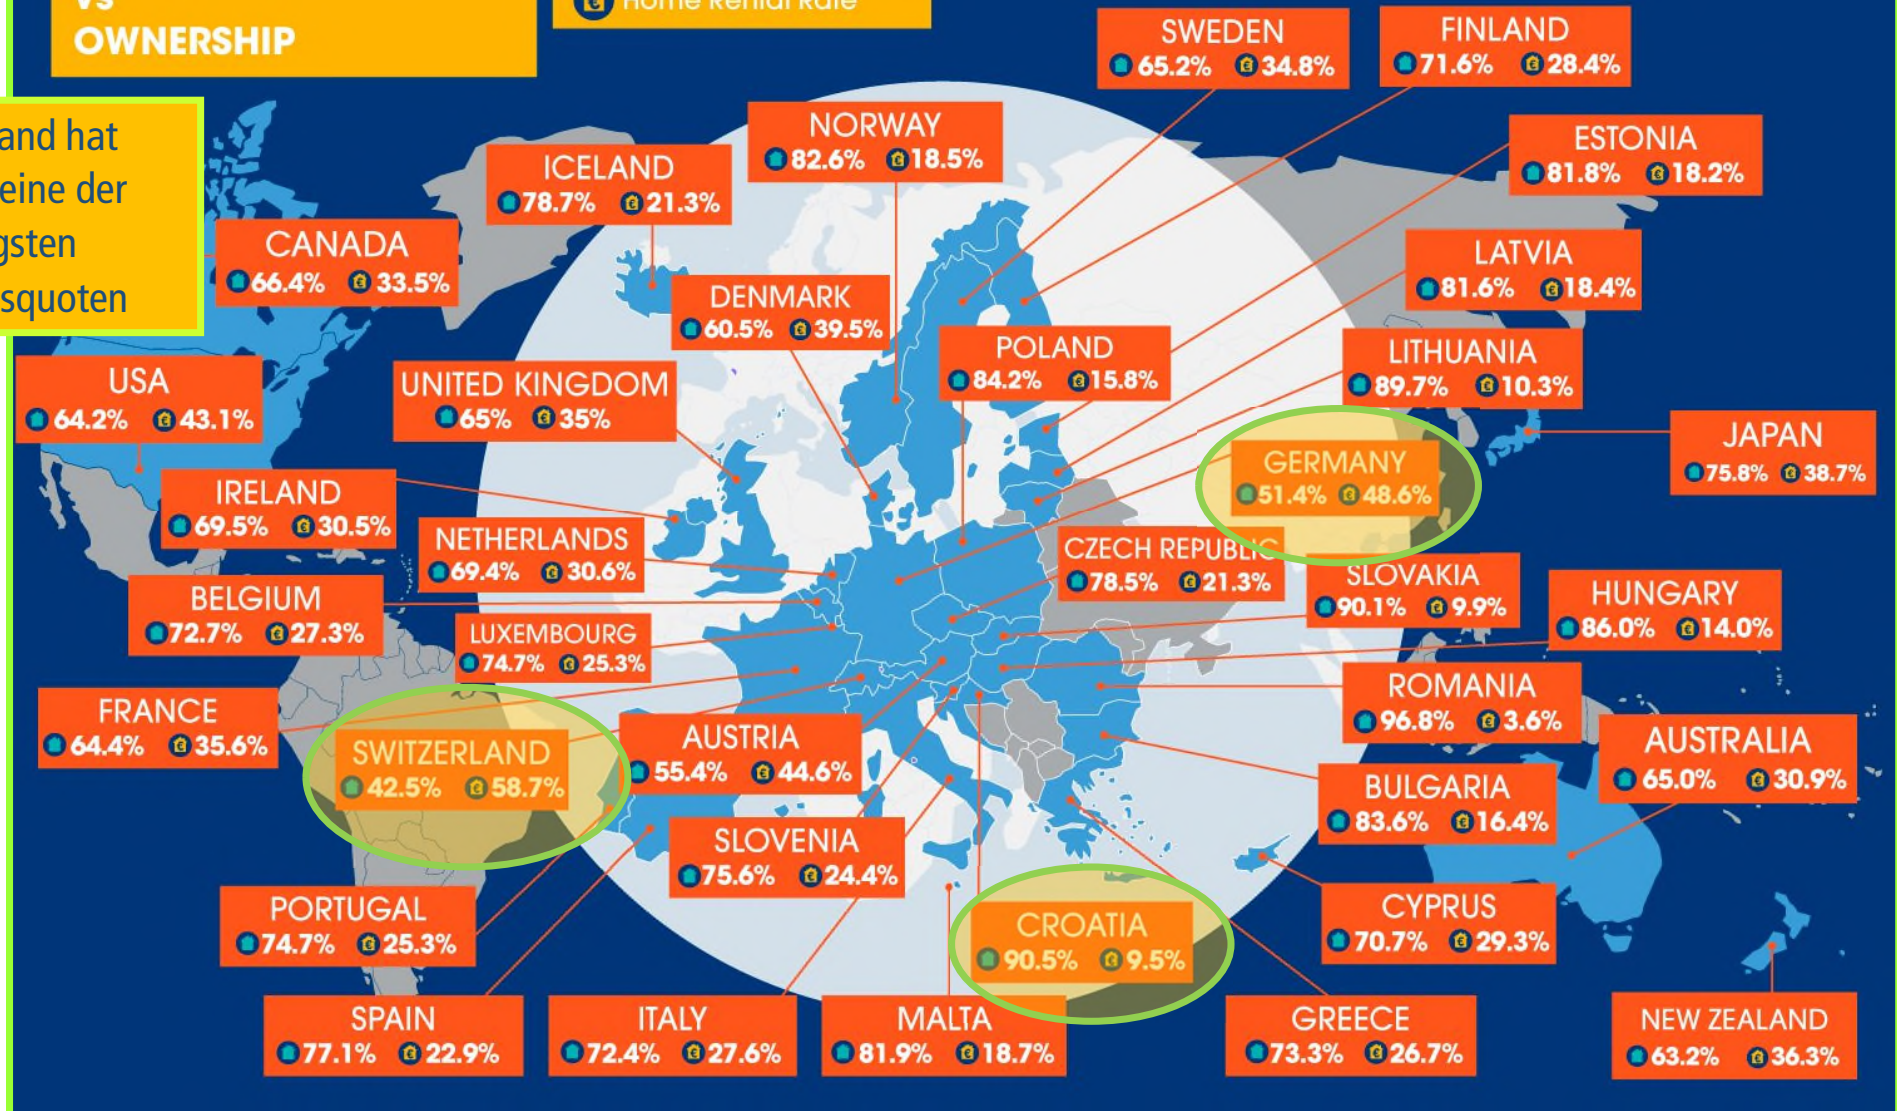 vs
OWNERSHIP
Home Rental Rate
and hat
eine der
gsten
squoten
SWEDEN
65.2% 34.8%
FINLAND
71.6% 28.4%
NORWAY
82.6% 18.5%
ESTONIA
81.8% 18.2%
ICELAND
78.7% 21.3%
CANADA
66.4% 33.5%
LATVIA
81.6% 18.4%
DENMARK
60.5% 39.5%
POLAND
84.2% 15.8%
LITHUANIA
89.7% 10.3%
USA
64.2% 43.1%
UNITED KINGDOM
65% 35%
JAPAN
75.8% 38.7%
GERMANY
51.4% 48.6%
IRELAND
69.5% 30.5%
NETHERLANDS
69.4% 30.6%
CZECH REPUBLIC
78.5% 21.3%
SLOVAKIA
90.1% 9.9%
HUNGARY
86.0% 14.0%
BELGIUM
72.7% 27.3%
LUXEMBOURG
74.7% 25.3%
ROMANIA
96.8% 3.6%
FRANCE
64.4% 35.6%
SWITZERLAND
42.5% 58.7%
AUSTRIA
55.4% 44.6%
AUSTRALIA
65.0% 30.9%
BULGARIA
83.6% 16.4%
SLOVENIA
75.6% 24.4%
PORTUGAL
74.7% 25.3%
CROATIA
90.5% 9.5%
CYPRUS
70.7% 29.3%
SPAIN
77.1% 22.9%
ITALY
72.4% 27.6%
MALTA
81.9% 18.7%
GREECE
73.3% 26.7%
NEW ZEALAND
63.2% 36.3%